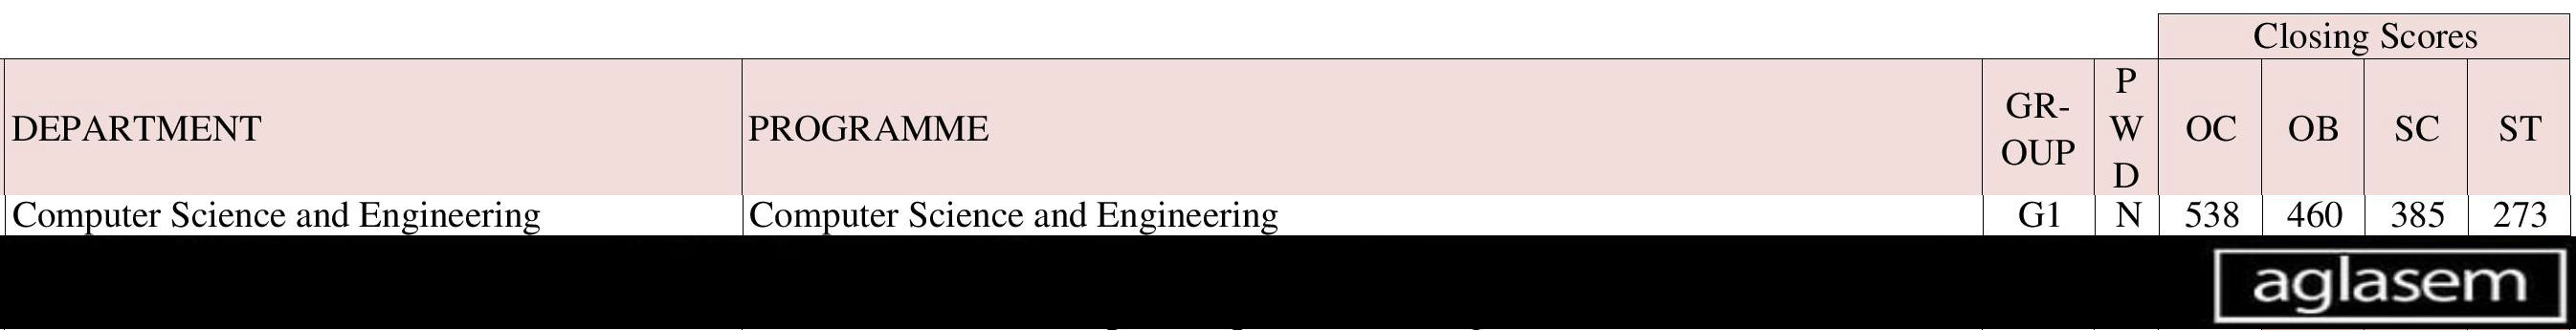 Closing Scores
DEPARTMENT PROGRAMME GR-OUP P W D OC OB SC ST
Computer Science and Engineering Computer Science and Engineering G1 N 538 460 385 273
aglasem